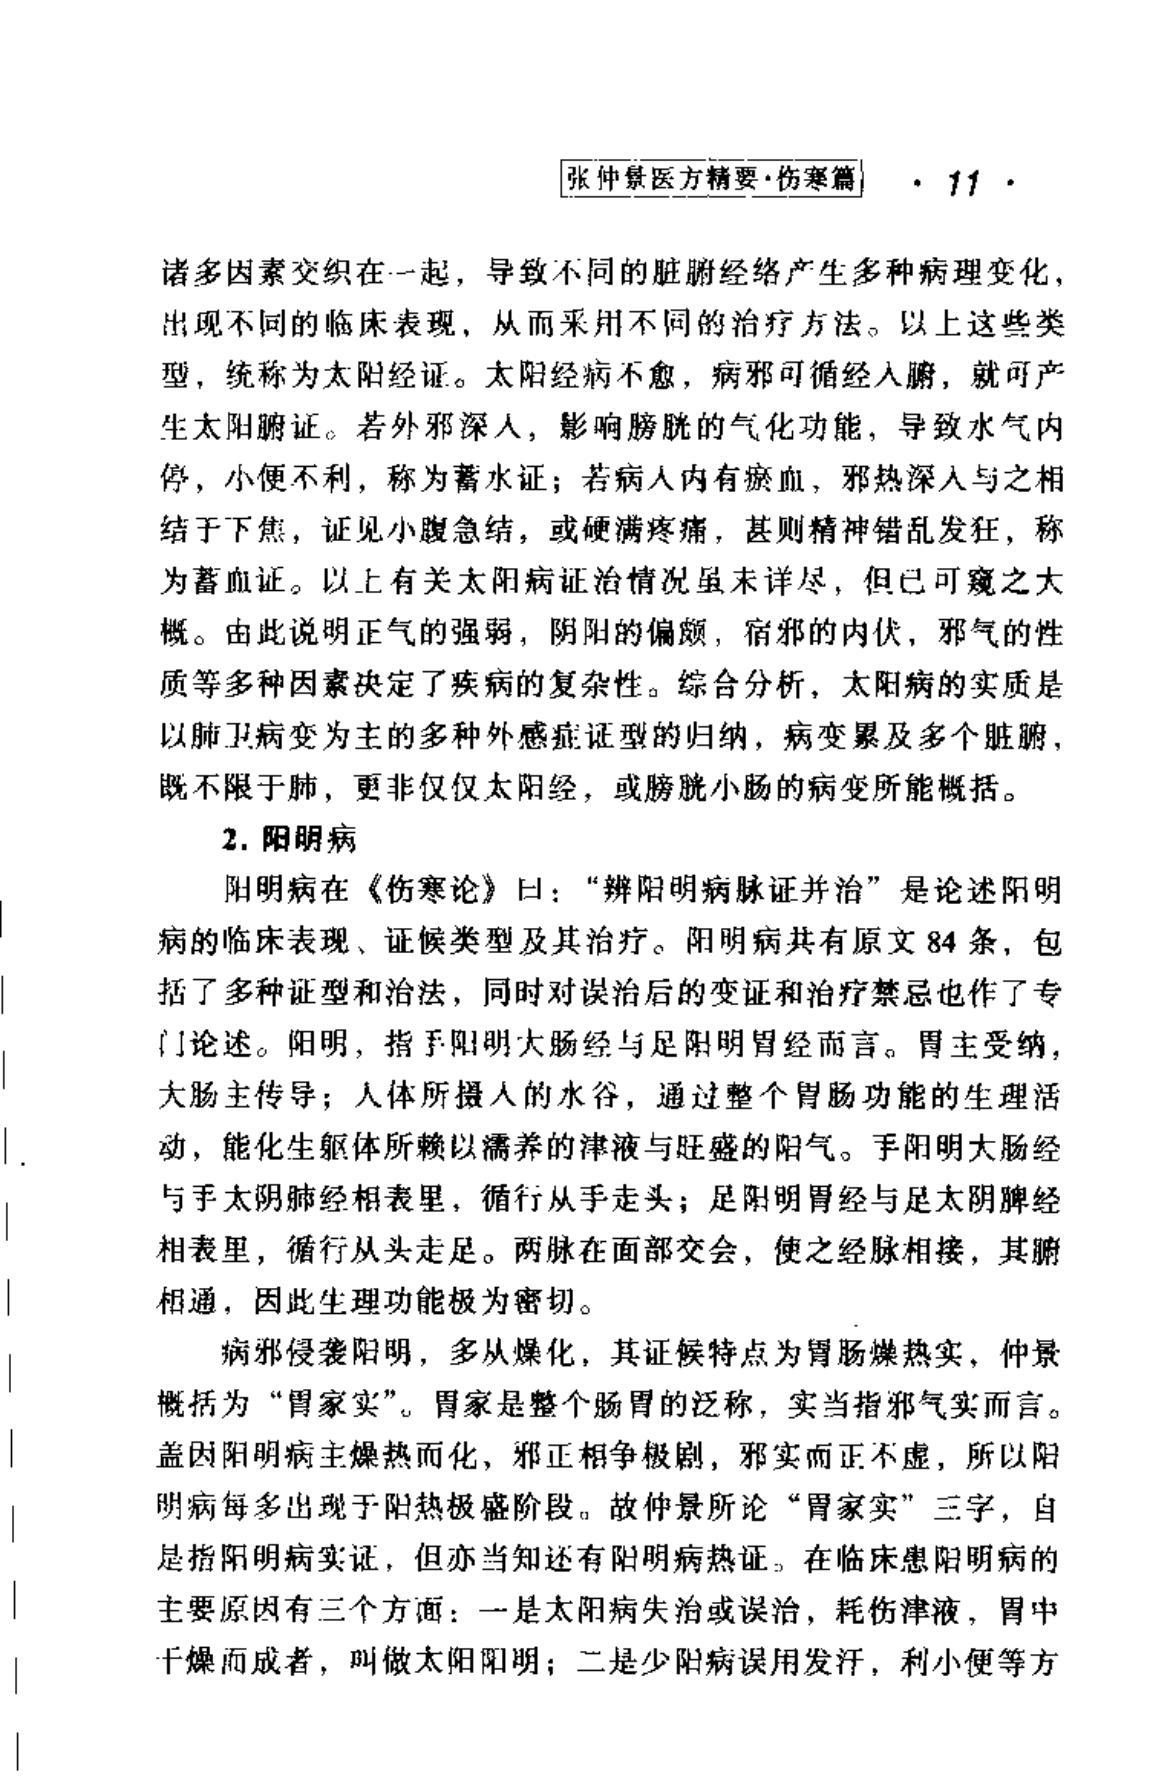 张仲景医方精要·伤寒篇 · 11 ·
诸多因素交织在一起，导致不同的脏腑经络产生多种病理变化，
出现不同的临床表现，从而采用不同的治疗方法。以上这些类
型，统称为太阳经证。太阳经病不愈，病邪可循经入腑，就可产
生太阳腑证。若外邪深入，影响膀胱的气化功能，导致水气内
停，小便不利，称为蓄水证；若病人内有瘀血，邪热深入与之相
结于下焦，证见小腹急结，或硬满疼痛，甚则精神错乱发狂，称
为蓄血证。以上有关太阳病证治情况虽未详尽，但已可窥之大
概。由此说明正气的强弱，阴阳的偏颇，宿邪的内伏，邪气的性
质等多种因素决定了疾病的复杂性。综合分析，太阳病的实质是
以肺卫病变为主的多种外感症证型的归纳，病变累及多个脏腑，
既不限于肺，更非仅仅太阳经，或膀胱小肠的病变所能概括。
2. 阳明病
阳明病在《伤寒论》曰：“辨阳明病脉证并治”是论述阳明
病的临床表现、证候类型及其治疗。阳明病共有原文 84 条，包
括了多种证型和治法，同时对误治后的变证和治疗禁忌也作了专
门论述。阳明，指手阳明大肠经与足阳明胃经而言。胃主受纳，
大肠主传导；人体所摄入的水谷，通过整个胃肠功能的生理活
动，能化生躯体所赖以濡养的津液与旺盛的阳气。手阳明大肠经
与手太阴肺经相表里，循行从手走头；足阳明胃经与足太阴脾经
相表里，循行从头走足。两脉在面部交会，使之经脉相接，其腑
相通，因此生理功能极为密切。
病邪侵袭阳明，多从燥化，其证候特点为胃肠燥热实，仲景
概括为“胃家实”。胃家是整个肠胃的泛称，实当指邪气实而言。
盖因阳明病主燥热而化，邪正相争极剧，邪实而正不虚，所以阳
明病每多出现于阳热极盛阶段。故仲景所论“胃家实”三字，自
是指阳明病实证，但亦当知还有阳明病热证。在临床患阳明病的
主要原因有三个方面：一是太阳病失治或误治，耗伤津液，胃中
干燥而成者，叫做太阳阳明；二是少阳病误用发汗，利小便等方